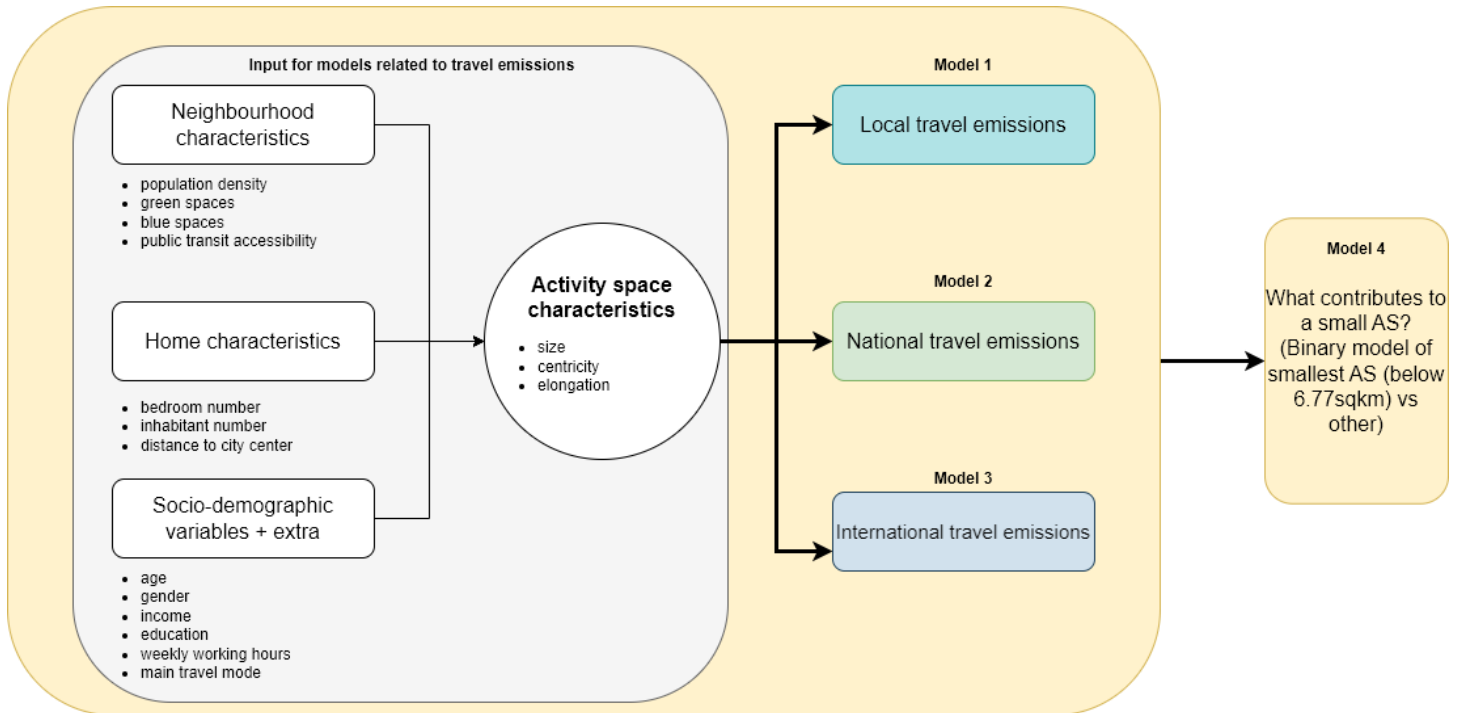 Input for models related to travel emissions
Neighbourhood
characteristics
• population density
• green spaces
• blue spaces
• public transit accessibility
Home characteristics
• bedroom number
• inhabitant number
• distance to city center
Socio-demographic
variables + extra
• age
• gender
• income
• education
• weekly working hours
• main travel mode
Activity space
characteristics
• size
• centricity
• elongation
Model 1
Local travel emissions
Model 2
National travel emissions
Model 3
International travel emissions
Model 4
What contributes to
a small AS?
(Binary model of
smallest AS (below
6.77sqkm) vs
other)